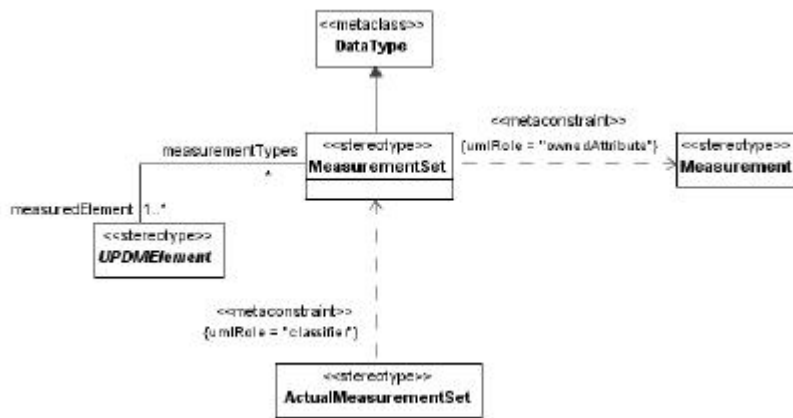 <<metaclass>>
DataType
<<metaconstraint>>
<<stereotype>>
{umlRole = "ownedAttribute"}
<<stereotype>>
measurementTypes
MeasurementSet
Measurement
*
measuredElement
1..*
<<stereotype>>
UPDMElement
<<metaconstraint>>
{umlRole = "classifier"}
<<stereotype>>
ActualMeasurementSet